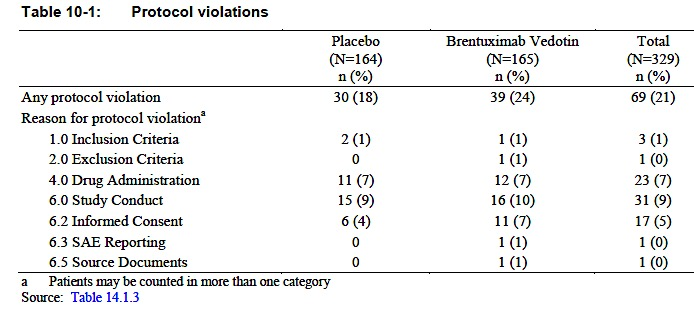 Table 10-1: Protocol violations
Placebo Brentuximab Vedotin Total
(N=164) (N=165) (N=329)
n (%) n (%) n (%)
Any protocol violation 30 (18) 39 (24) 69 (21)
Reason for protocol violationa
1.0 Inclusion Criteria 2 (1) 1 (1) 3 (1)
2.0 Exclusion Criteria 0 1 (1) 1 (0)
4.0 Drug Administration 11 (7) 12 (7) 23 (7)
6.0 Study Conduct 15 (9) 16 (10) 31 (9)
6.2 Informed Consent 6 (4) 11 (7) 17 (5)
6.3 SAE Reporting 0 1 (1) 1 (0)
6.5 Source Documents 0 1 (1) 1 (0)
a Patients may be counted in more than one category
Source: Table 14.1.3